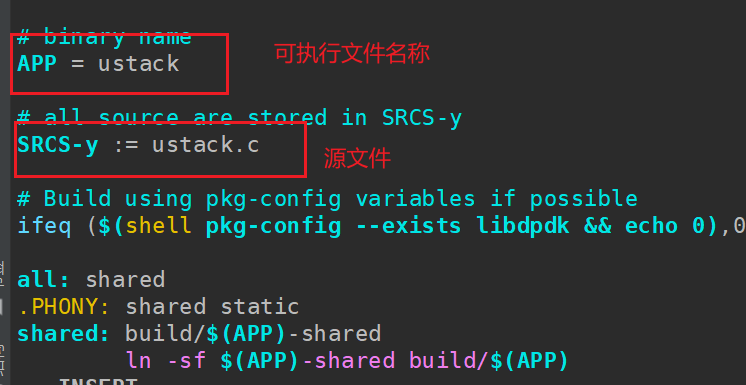 # binary name
APP = ustack
可执行文件名称
# all source are stored in SRCS-y
SRCS-y := ustack.c
源文件
# Build using pkg-config variables if possible
ifeq ($(shell pkg-config --exists libdpdk && echo 0),0
all: shared
.PHONY: shared static
shared: build/$(APP)-shared
ln -sf $(APP)-shared build/$(APP)
INSERT